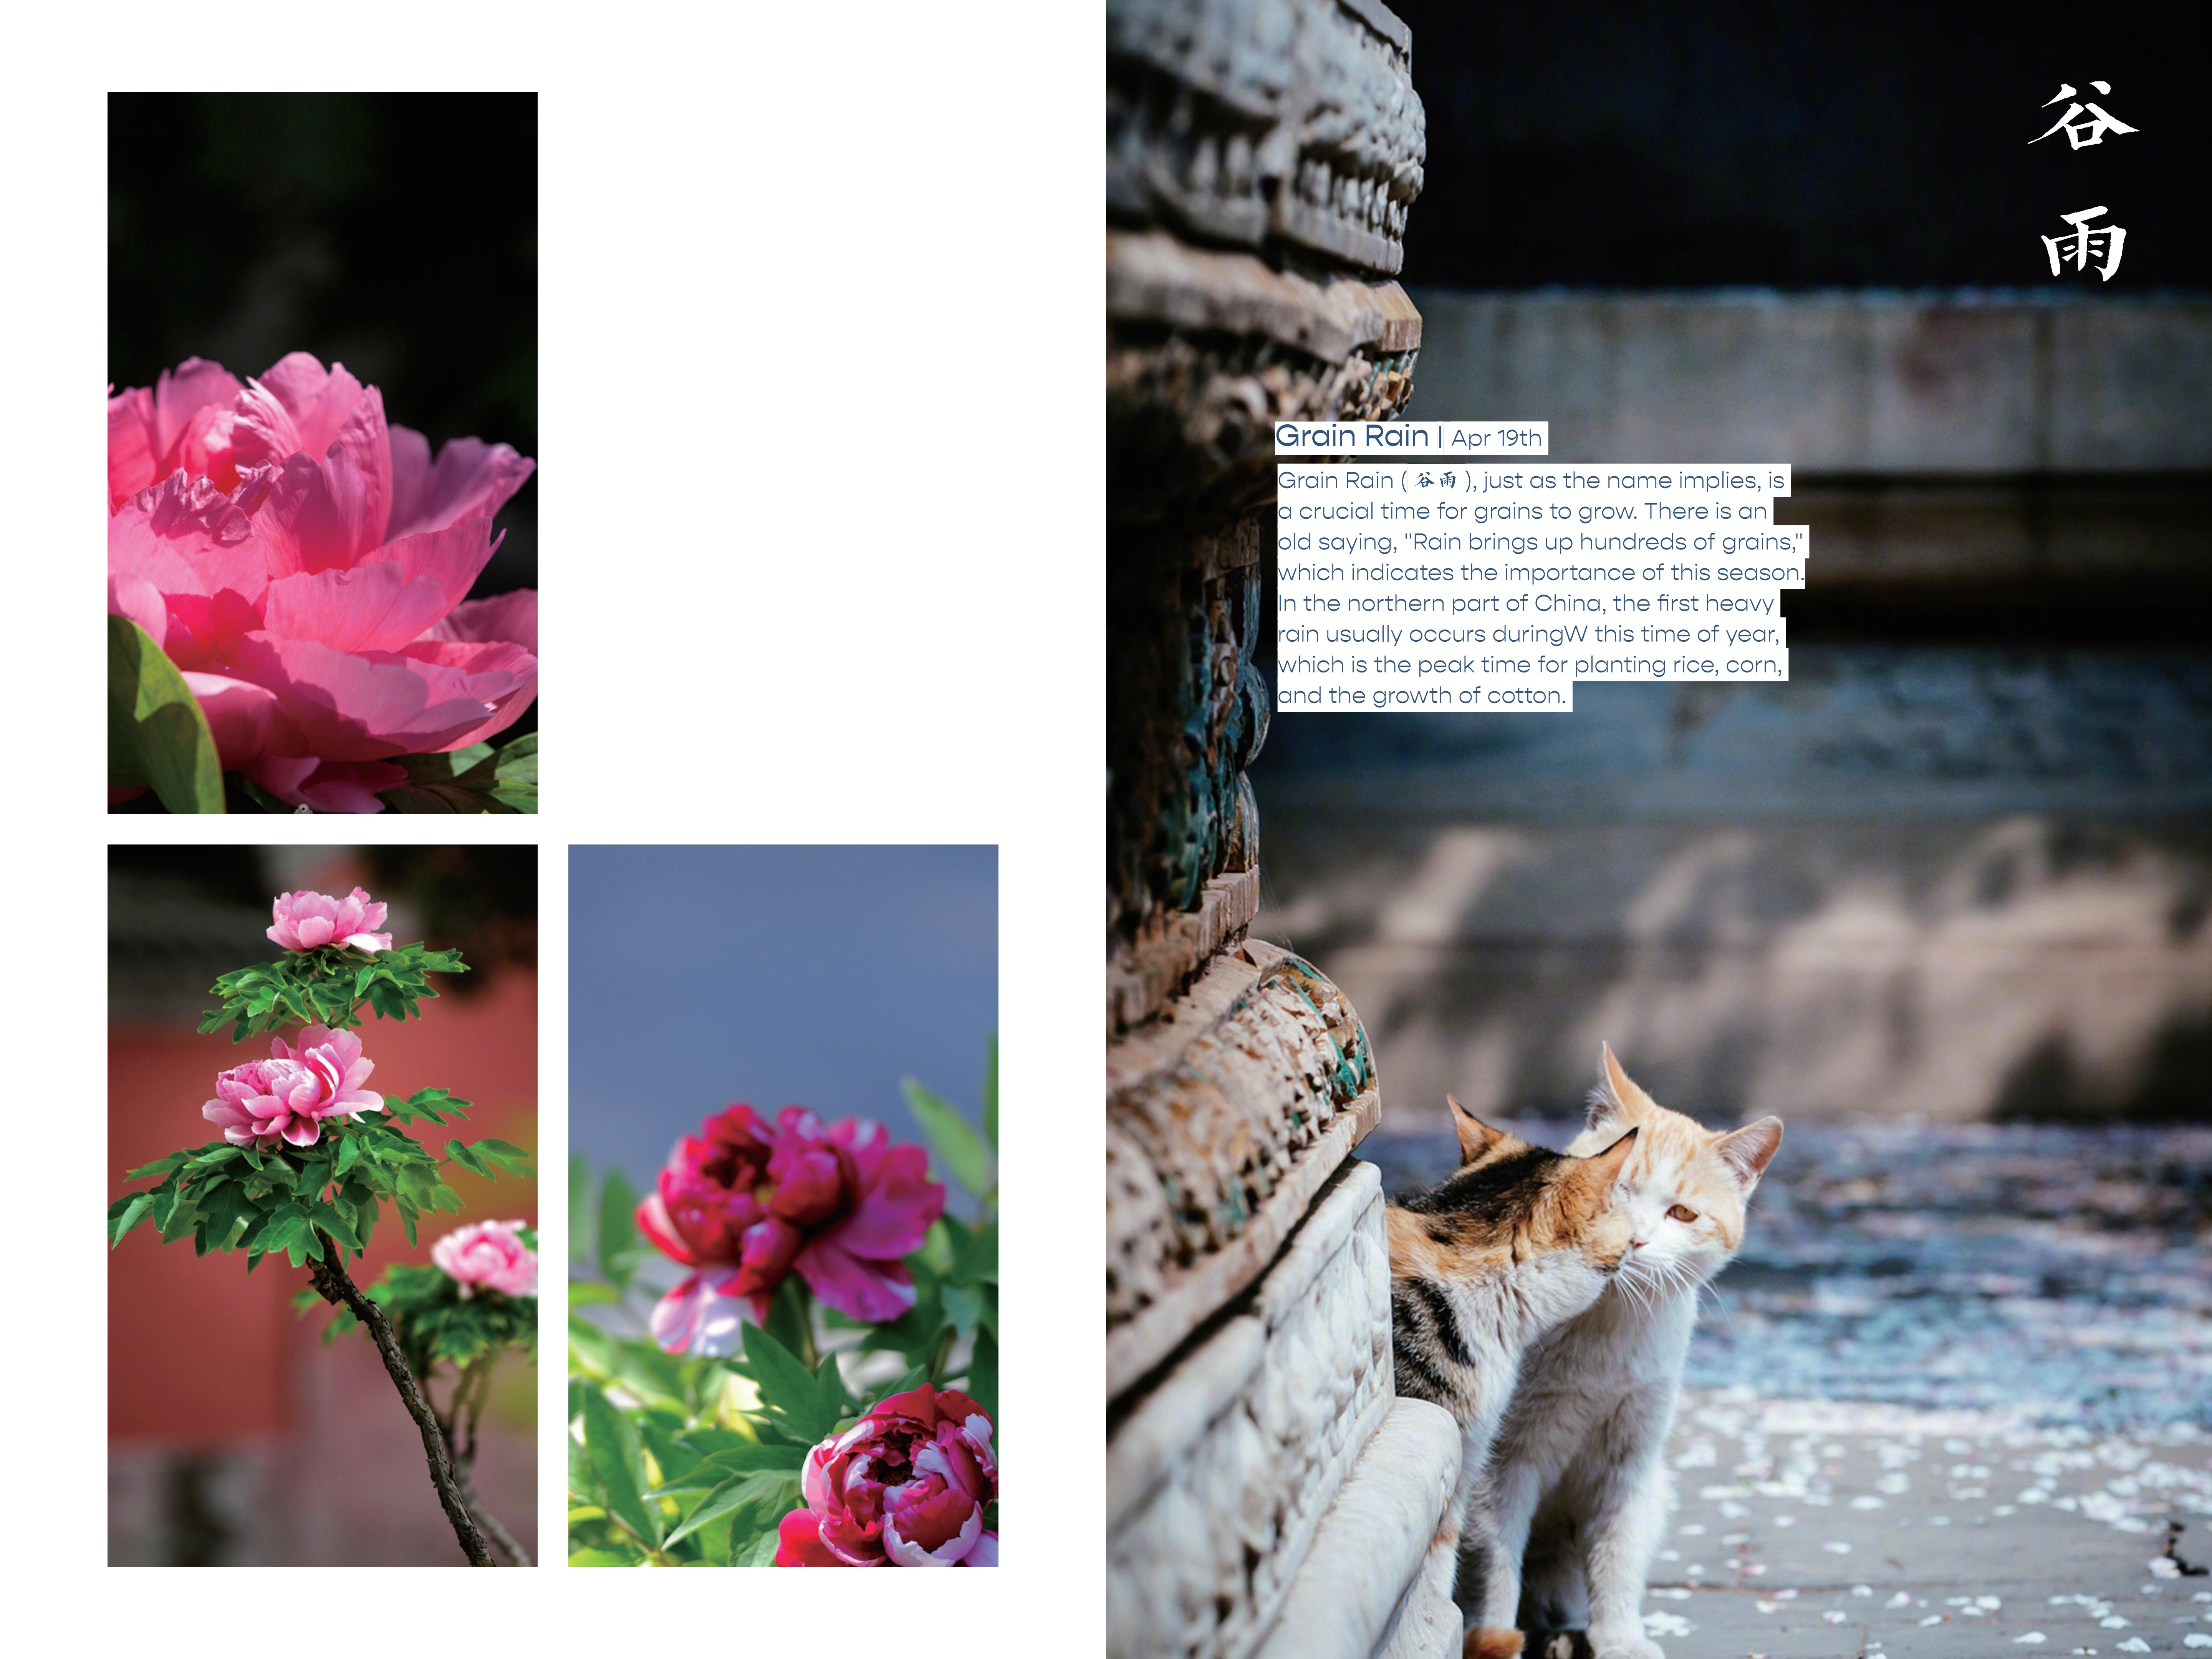 谷雨
Grain Rain | Apr 19th
Grain Rain ( 谷雨 ), just as the name implies, is
a crucial time for grains to grow. There is an
old saying, "Rain brings up hundreds of grains,"
which indicates the importance of this season.
In the northern part of China, the first heavy
rain usually occurs duringW this time of year,
which is the peak time for planting rice, corn,
and the growth of cotton.